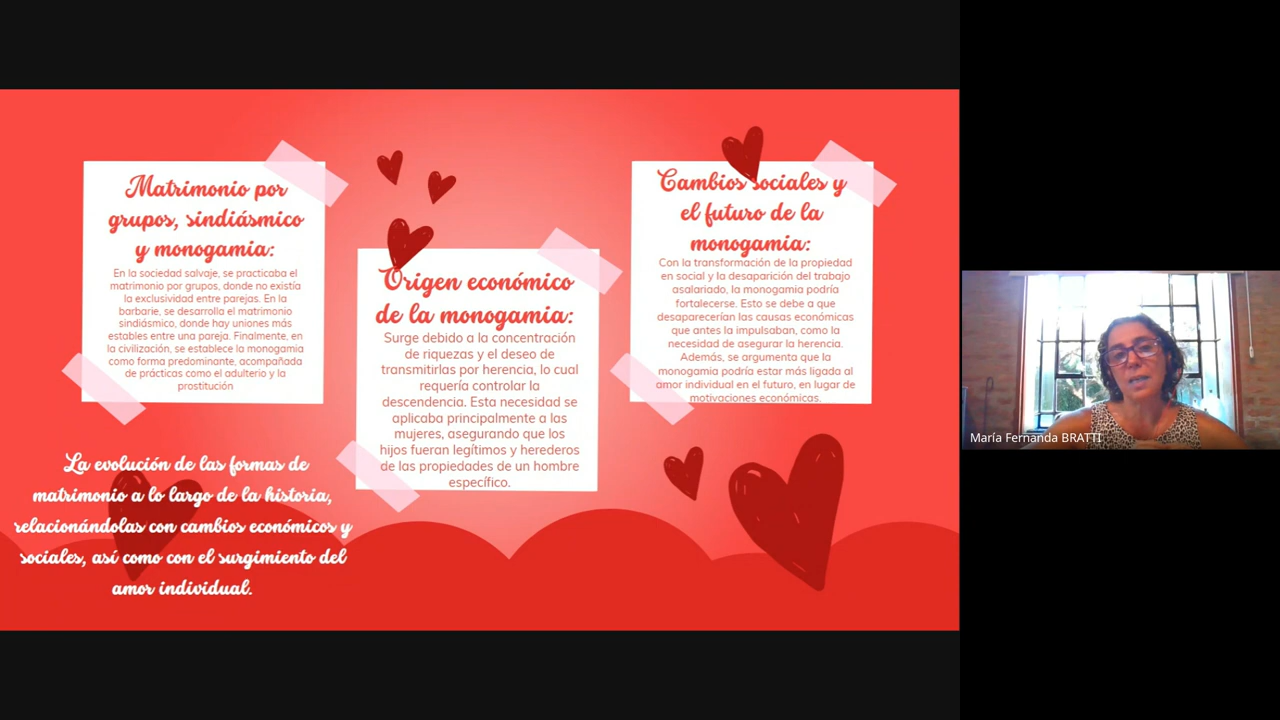 Matrimonio por
grupos, sindiásmico
y monogamia:
En la sociedad salvaje, se practicaba el
matrimonio por grupos, donde no existía
la exclusividad entre parejas. En la
barbarie, se desarrolla el matrimonio
sindiásmico, donde hay uniones más
estables entre una pareja. Finalmente, en
la civilización, se establece la monogamia
como forma predominante, acompañada
de prácticas como el adulterio y la
prostitución
Origen económico
de la monogamia:
Surge debido a la concentración
de riquezas y el deseo de
transmitirlas por herencia, lo cual
requería controlar la
descendencia. Esta necesidad se
aplicaba principalmente a las
mujeres, asegurando que los
hijos fueran legítimos y herederos
de las propiedades de un hombre
específico.
Cambios sociales y
el futuro de la
monogamia:
Con la transformación de la propiedad
en social y la desaparición del trabajo
asalariado, la monogamia podría
fortalecerse. Esto se debe a que
desaparecerían las causas económicas
que antes la impulsaban, como la
necesidad de asegurar la herencia.
Además, se argumenta que la
monogamia podría estar más ligada al
amor individual en el futuro, en lugar de
motivaciones económicas.
La evolución de las formas de
matrimonio a lo largo de la historia,
relacionándolas con cambios económicos y
sociales, así como con el surgimiento del
amor individual.
María Fernanda BRATTI